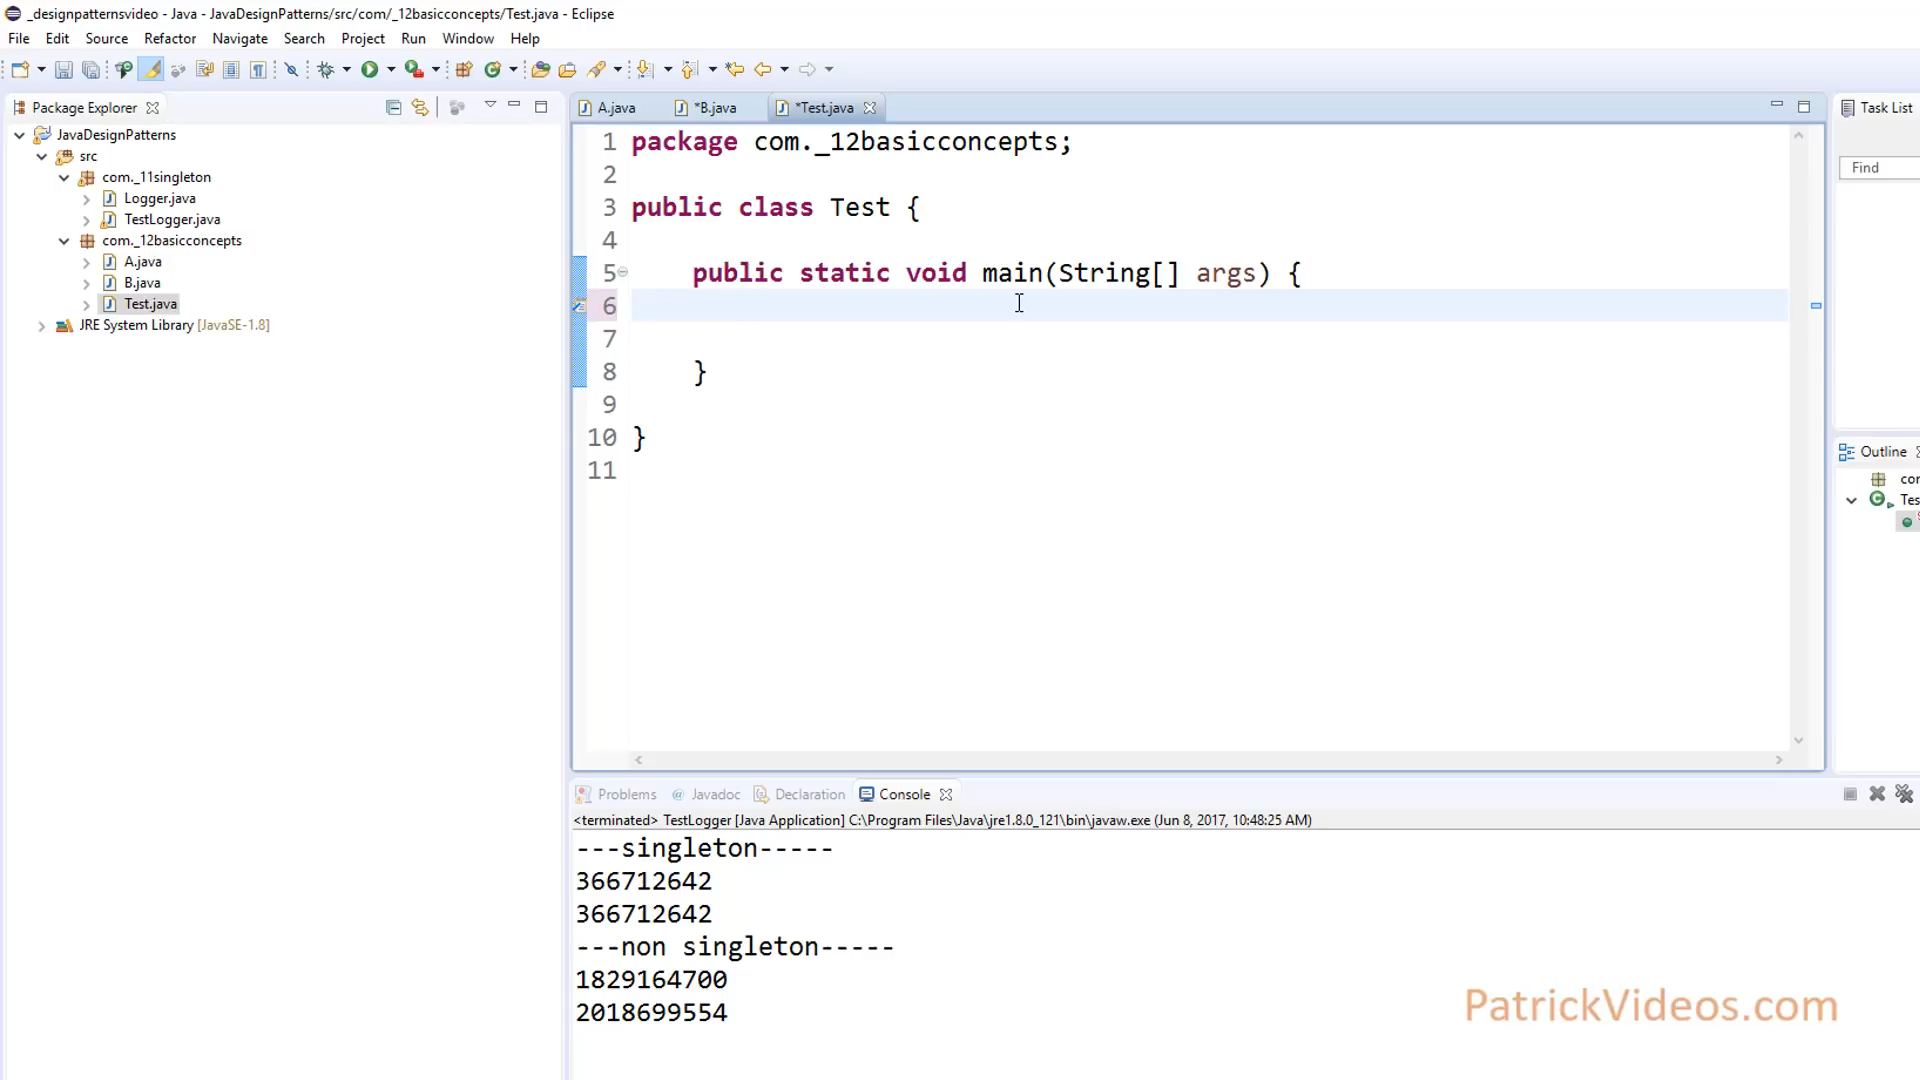 _designpatternsvideo - Java - JavaDesignPatterns/src/com/_12basicconcepts/Test.java - Eclipse
File Edit Source Refactor Navigate Search Project Run Window Help
Package Explorer
JavaDesignPatterns
src
com._11singleton
Logger.java
TestLogger.java
com._12basicconcepts
A.java
B.java
Test.java
JRE System Library [JavaSE-1.8]
A.java *B.java *Test.java
1 package com._12basicconcepts;
2
3 public class Test {
4
5 public static void main(String[] args) {
6
7
8 }
9
10 }
11
Task List
Find
Outline
Problems Javadoc Declaration Console
<terminated> TestLogger [Java Application] C:\Program Files\Java\jre1.8.0_121\bin\javaw.exe (Jun 8, 2017, 10:48:25 AM)
---singleton-----
366712642
366712642
---non singleton-----
1829164700
2018699554
PatrickVideos.com